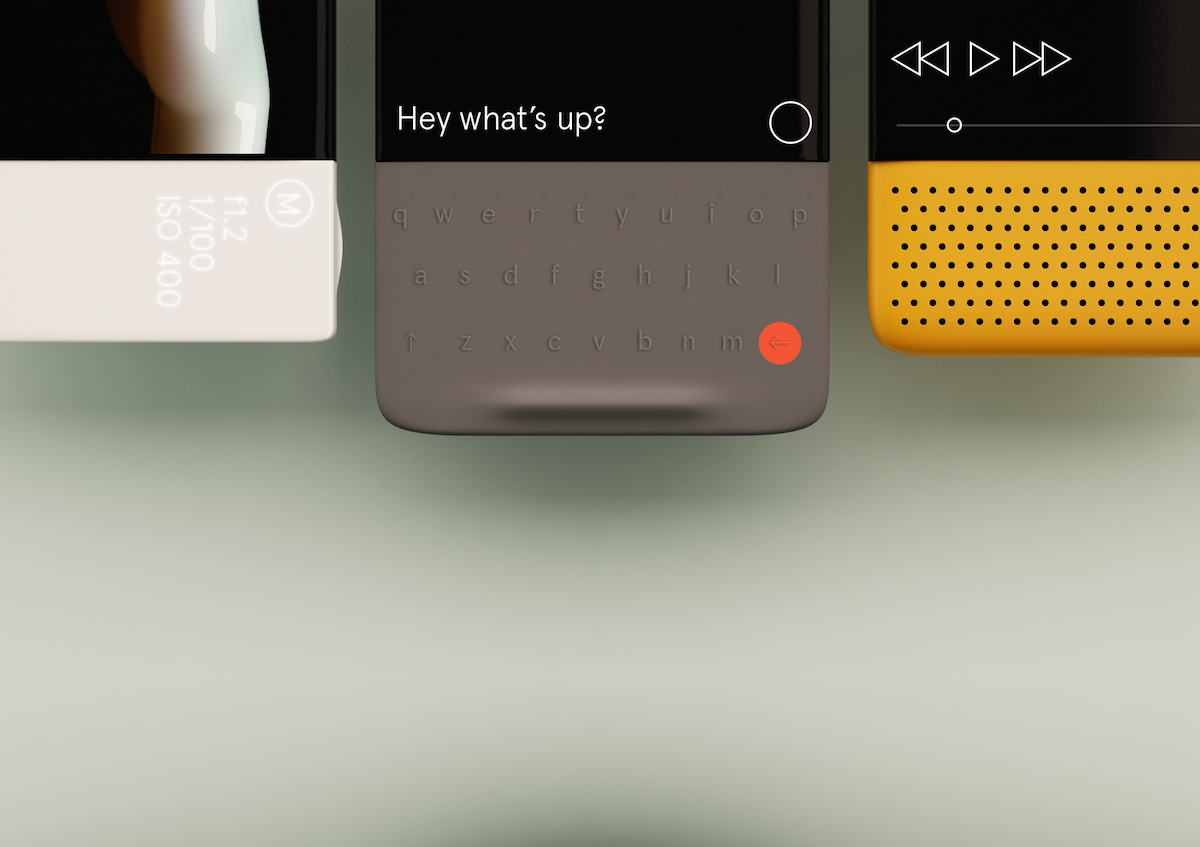 M
f1.2
1/100
ISO 400
Hey what’s up?
q w e r t y u i o p
a s d f g h j k l
↑ z x c v b n m ←